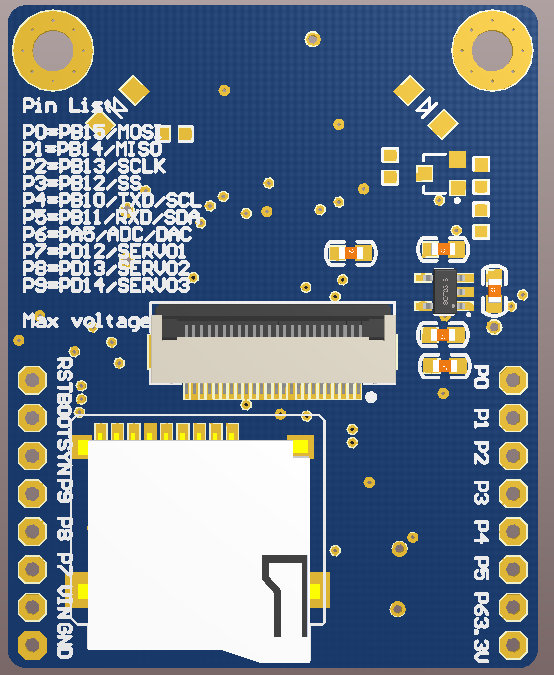 Pin List
P0=PB15/MOSI
P1=PB14/MISO
P2=PB13/SCLK
P3=PB12/SS
P4=PB10/TXD/SCL
P5=PB11/RXD/SDA
P6=PA5/ADC/DAC
P7=PD12/SERVO1
P8=PD13/SERVO2
P9=PD14/SERVO3
Max voltage
RST
BOOT
SYN
P9
P8
P7
VIN
GND
P0
P1
P2
P3
P4
P5
P6
3.3V